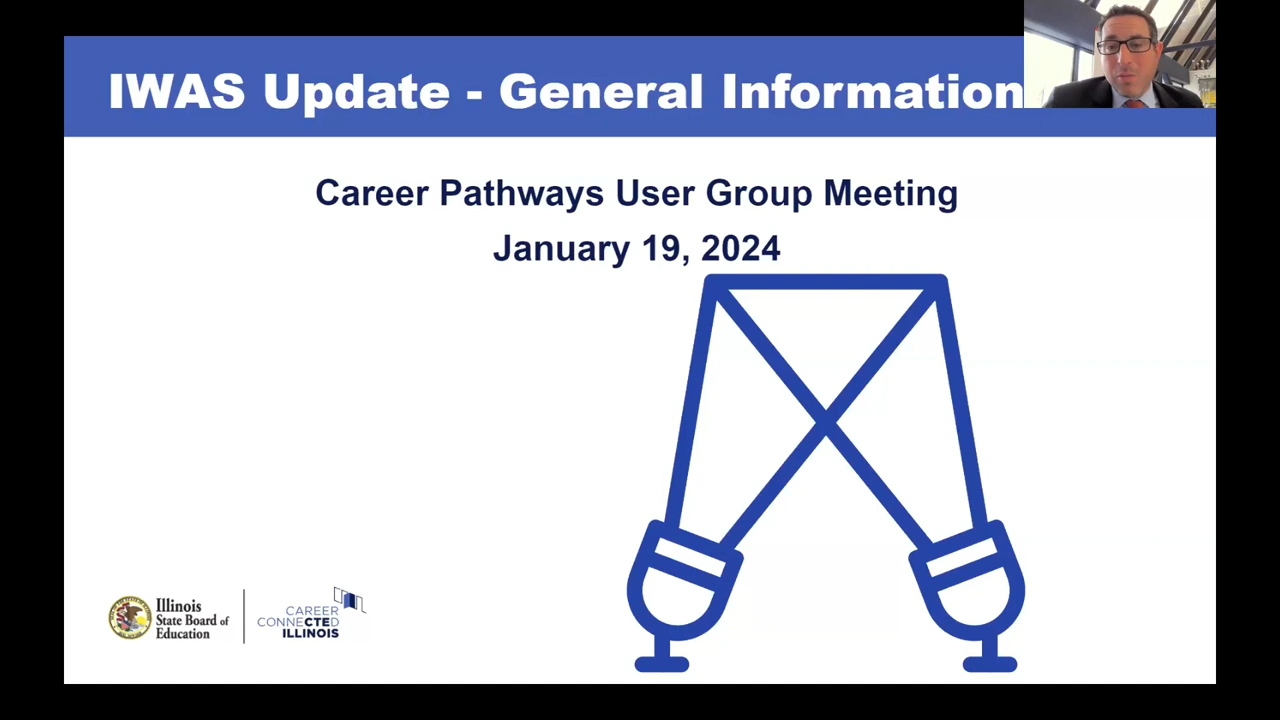 IWAS Update - General Information
Career Pathways User Group Meeting
January 19, 2024
Illinois
State Board of
Education
CAREER
CONNECTED
ILLINOIS